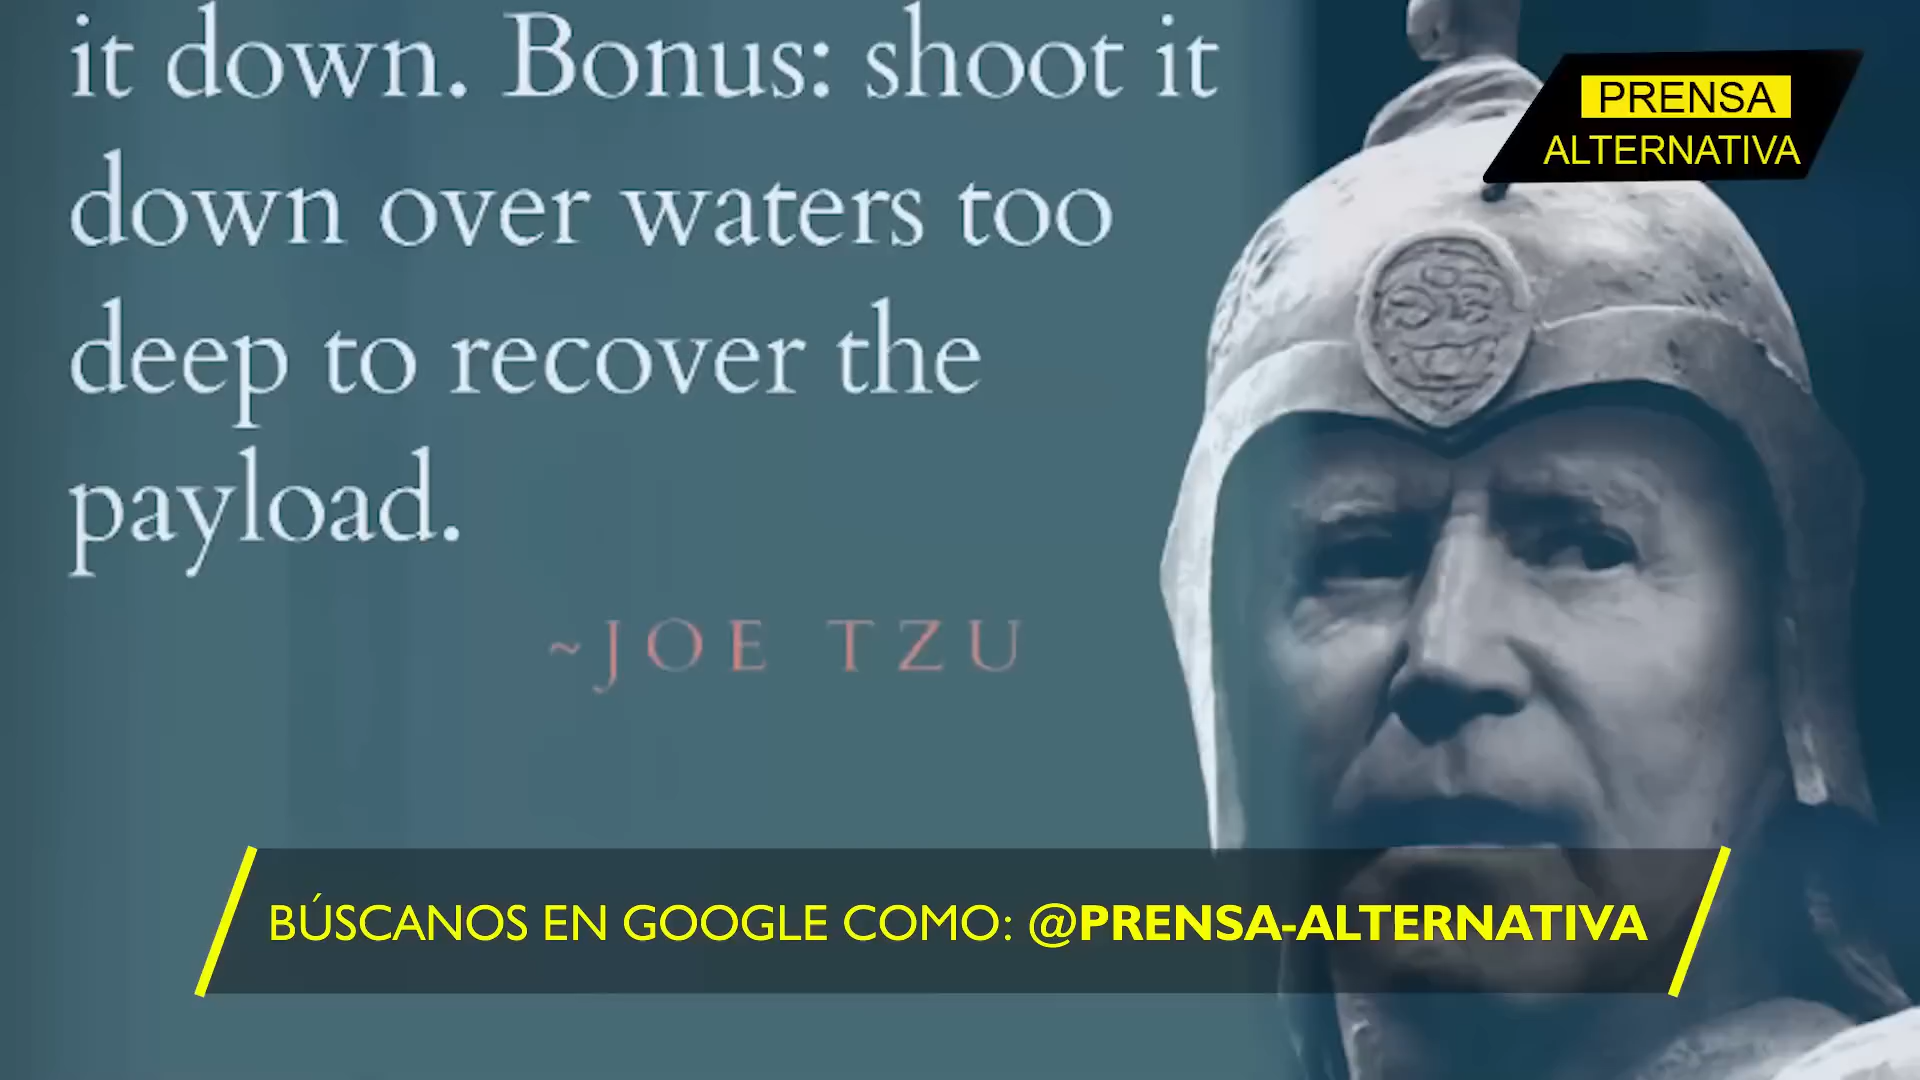 it down. Bonus: shoot it
down over waters too
deep to recover the
payload.
~JOE TZU
PRENSA
ALTERNATIVA
BÚSCANOS EN GOOGLE COMO: @PRENSA-ALTERNATIVA